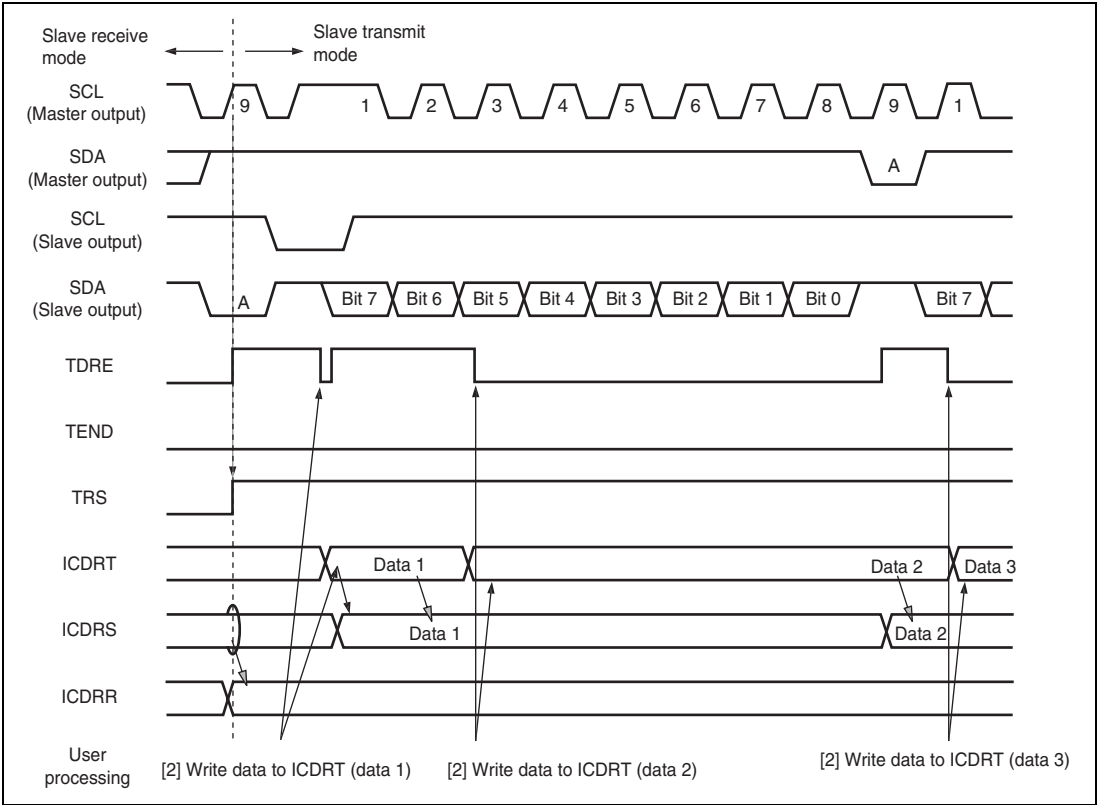 Slave receive
mode
Slave transmit
mode
SCL
(Master output)
9 1 2 3 4 5 6 7 8 9 1
SDA
(Master output)
A
SCL
(Slave output)
SDA
(Slave output)
A Bit 7 Bit 6 Bit 5 Bit 4 Bit 3 Bit 2 Bit 1 Bit 0 Bit 7
TDRE
TEND
TRS
ICDRT
Data 1 Data 2 Data 3
ICDRS
Data 1 Data 2
ICDRR
User
processing
[2] Write data to ICDRT (data 1) [2] Write data to ICDRT (data 2) [2] Write data to ICDRT (data 3)